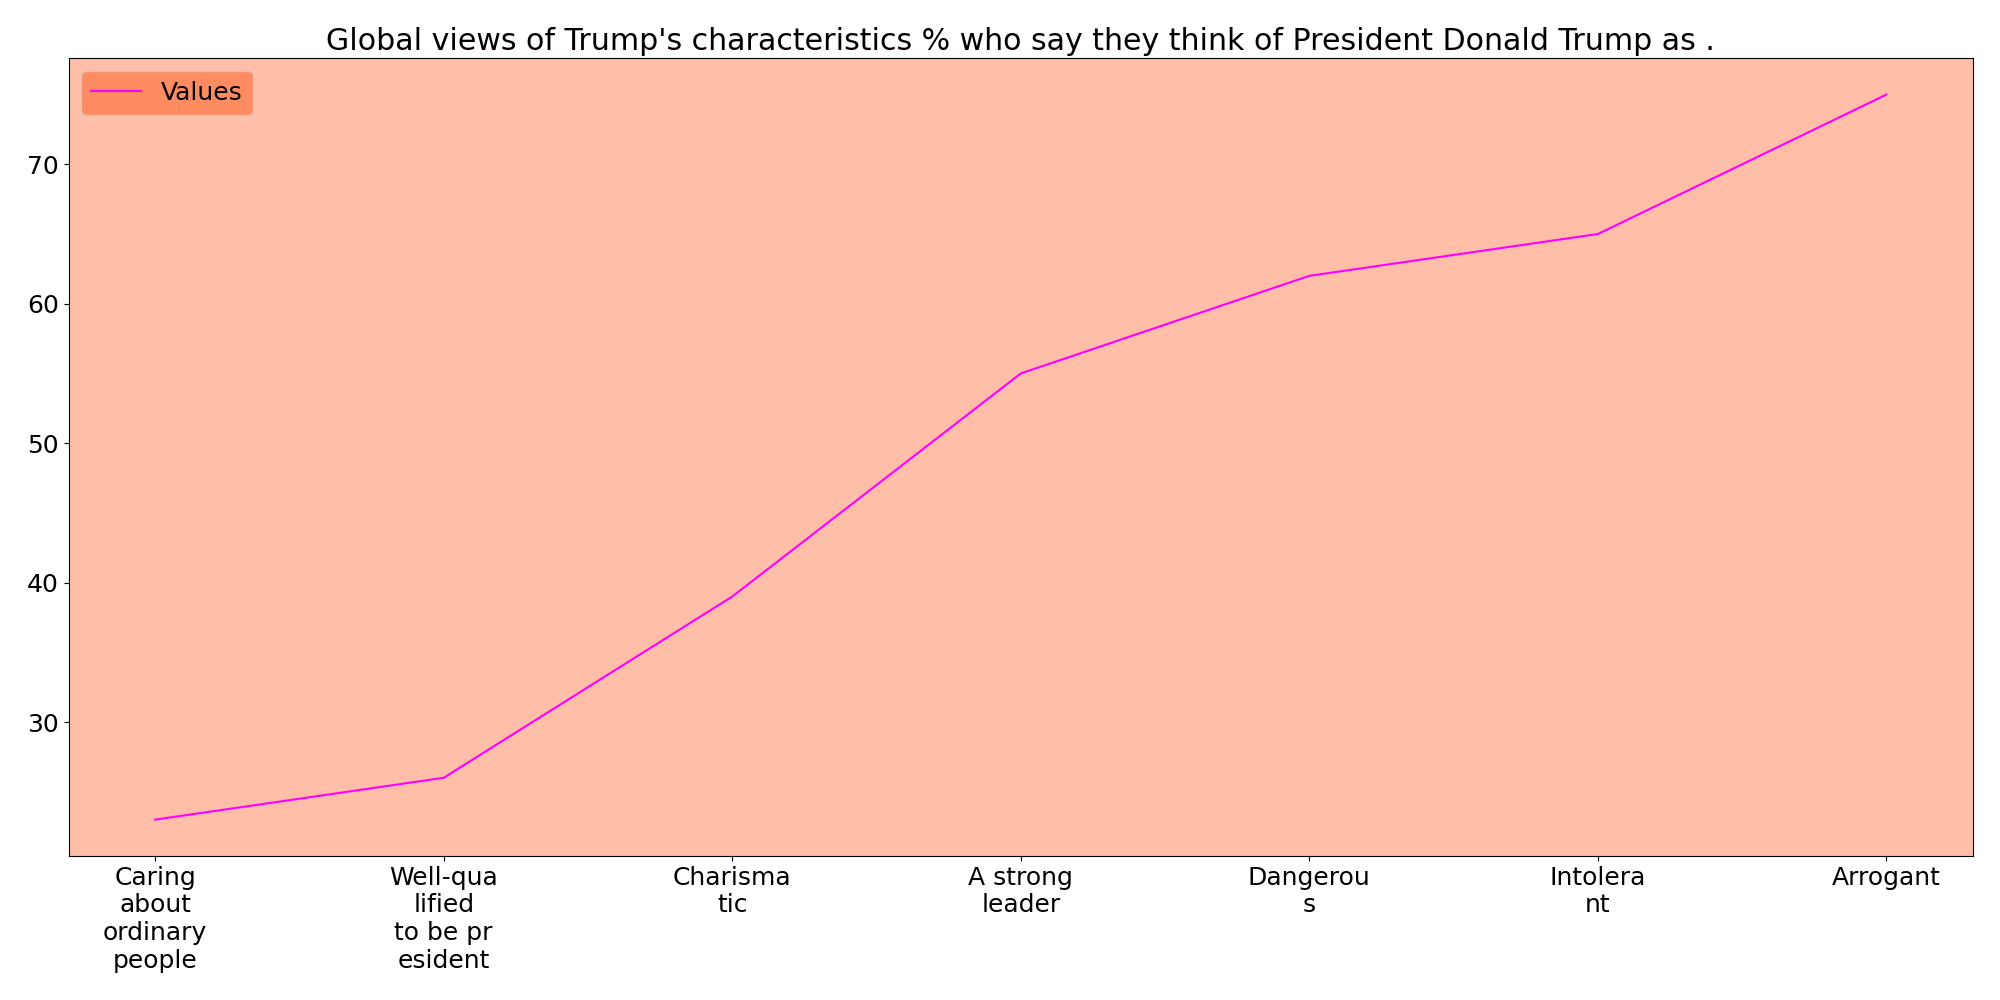 Global views of Trump's characteristics % who say they think of President Donald Trump as .
Values
70
60
50
40
30
Caring
about
ordinary
people
Well-qua
lified
to be pr
esident
Charisma
tic
A strong
leader
Dangerou
s
Intolera
nt
Arrogant